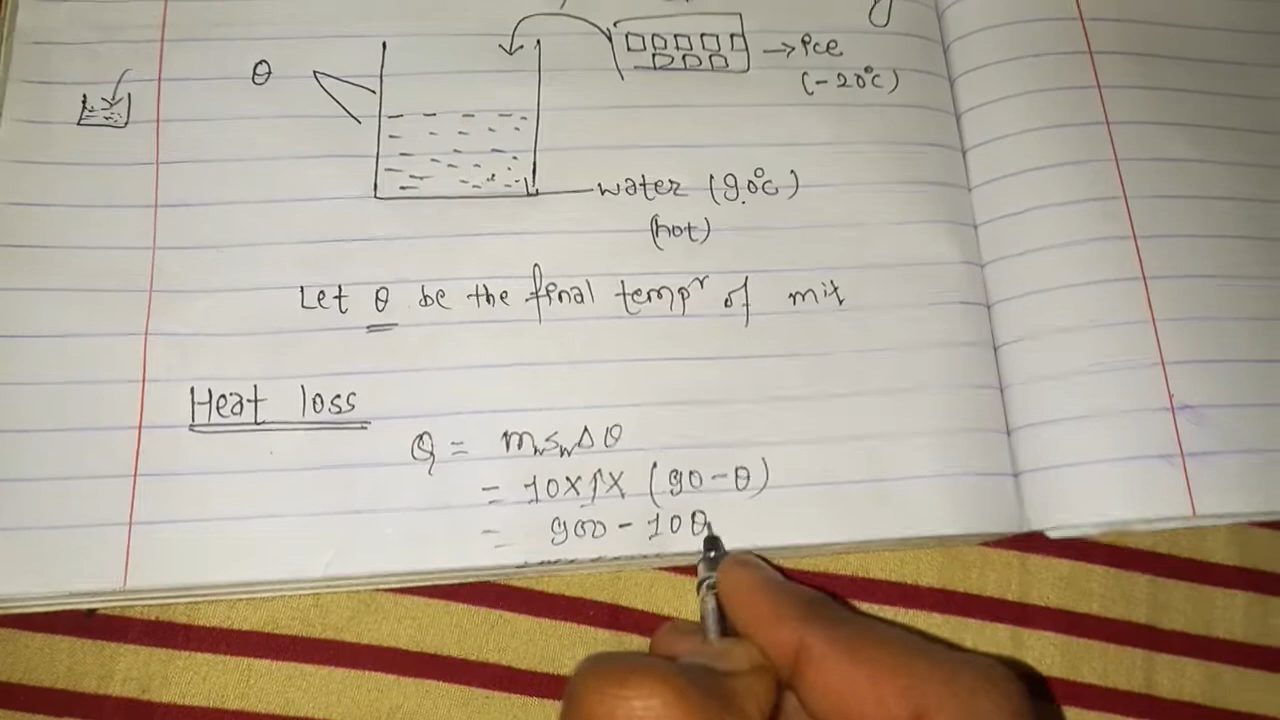 θ
→ Ice
(-20°C)
water (90°C)
(hot)
Let θ be the final tempr of mix
Heat loss
Q = mwswΔθ
= 10×1× (90-θ)
= 900 - 10θ